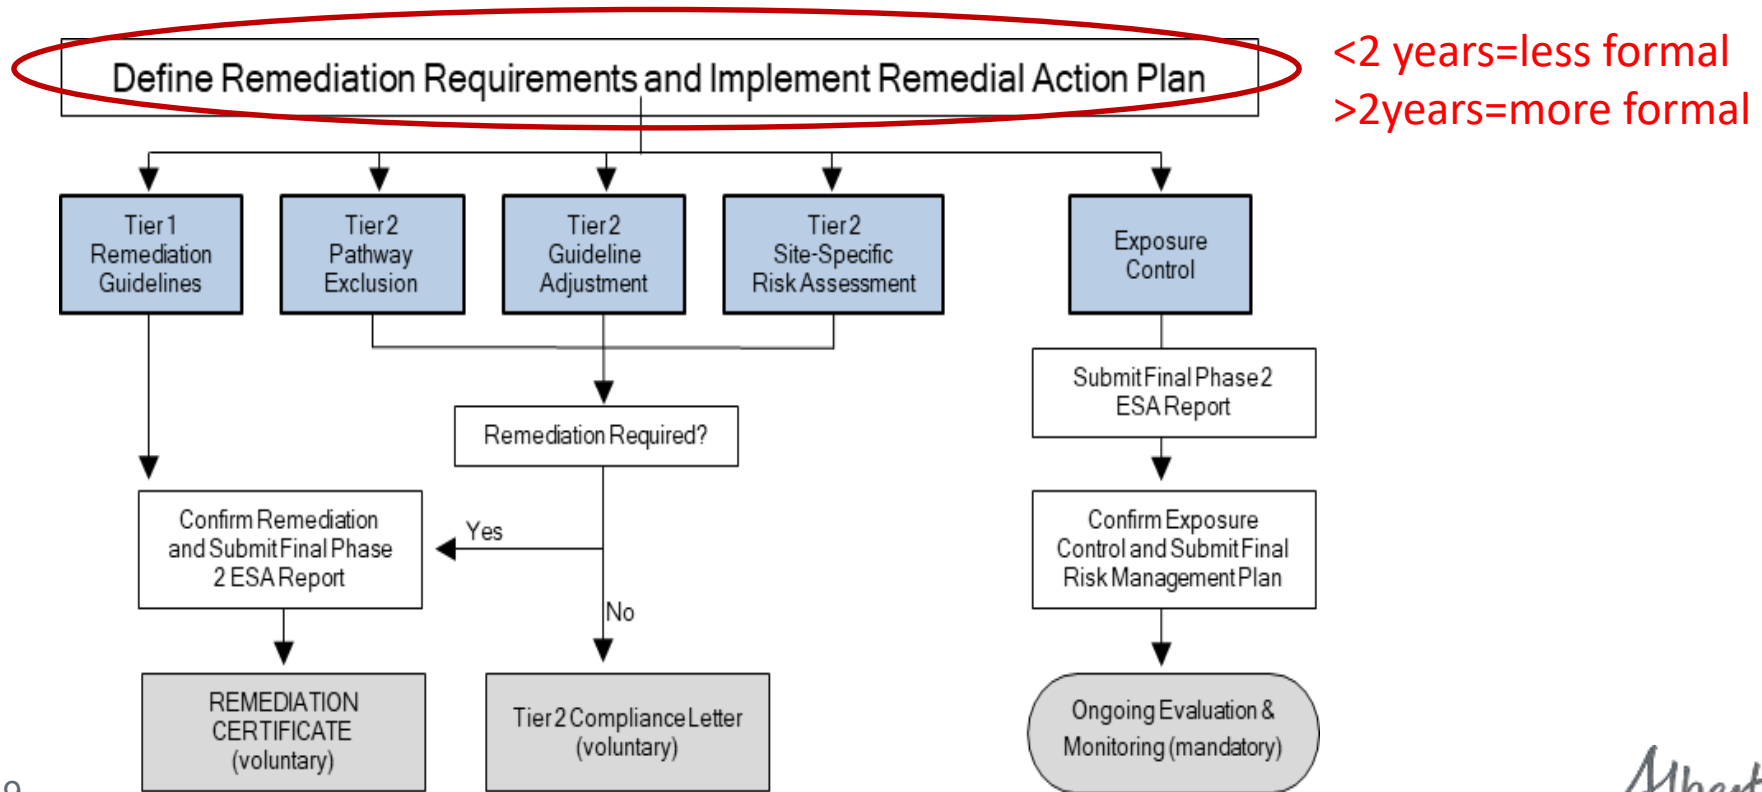 Define Remediation Requirements and Implement Remedial Action Plan
<2 years=less formal
>2years=more formal
Tier 1
Remediation
Guidelines
Tier 2
Pathway
Exclusion
Tier 2
Guideline
Adjustment
Tier 2
Site-Specific
Risk Assessment
Exposure
Control
Submit Final Phase 2
ESA Report
Remediation Required?
Confirm Remediation
and Submit Final Phase
2 ESA Report
Yes
Confirm Exposure
Control and Submit Final
Risk Management Plan
No
REMEDIATION
CERTIFICATE
(voluntary)
Tier 2 Compliance Letter
(voluntary)
Ongoing Evaluation &
Monitoring (mandatory)